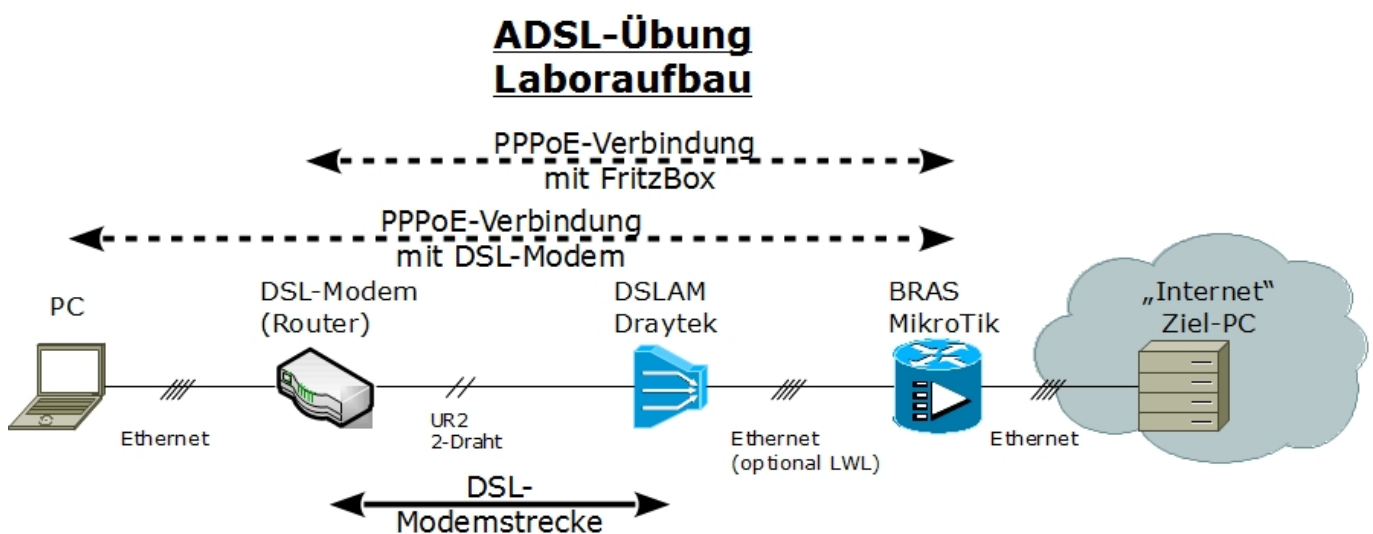 ADSL-Übung
Laboraufbau
PPPoE-Verbindung
mit FritzBox
PPPoE-Verbindung
mit DSL-Modem
PC
DSL-Modem
(Router)
DSLAM
Draytek
BRAS
MikroTik
„Internet“
Ziel-PC
Ethernet
UR2
2-Draht
Ethernet
(optional LWL)
Ethernet
DSL-
Modemstrecke